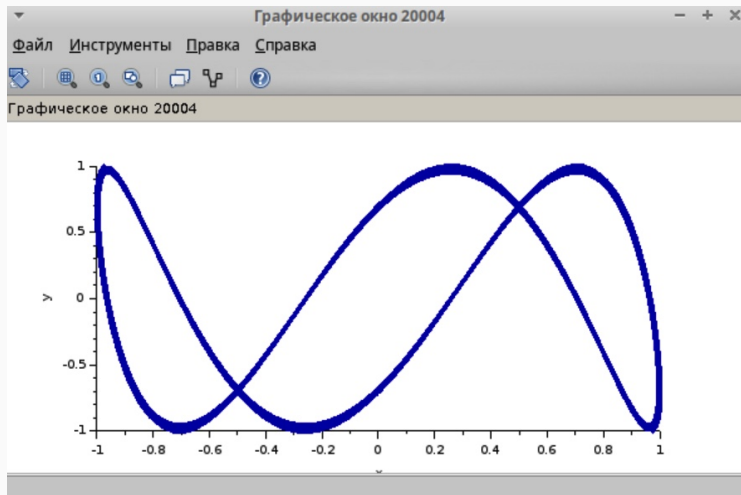 Графическое окно 20004
Файл Инструменты Правка Справка
Графическое окно 20004
1
0.5
0
-0.5
-1
y
-1 -0.8 -0.6 -0.4 -0.2 0 0.2 0.4 0.6 0.8 1